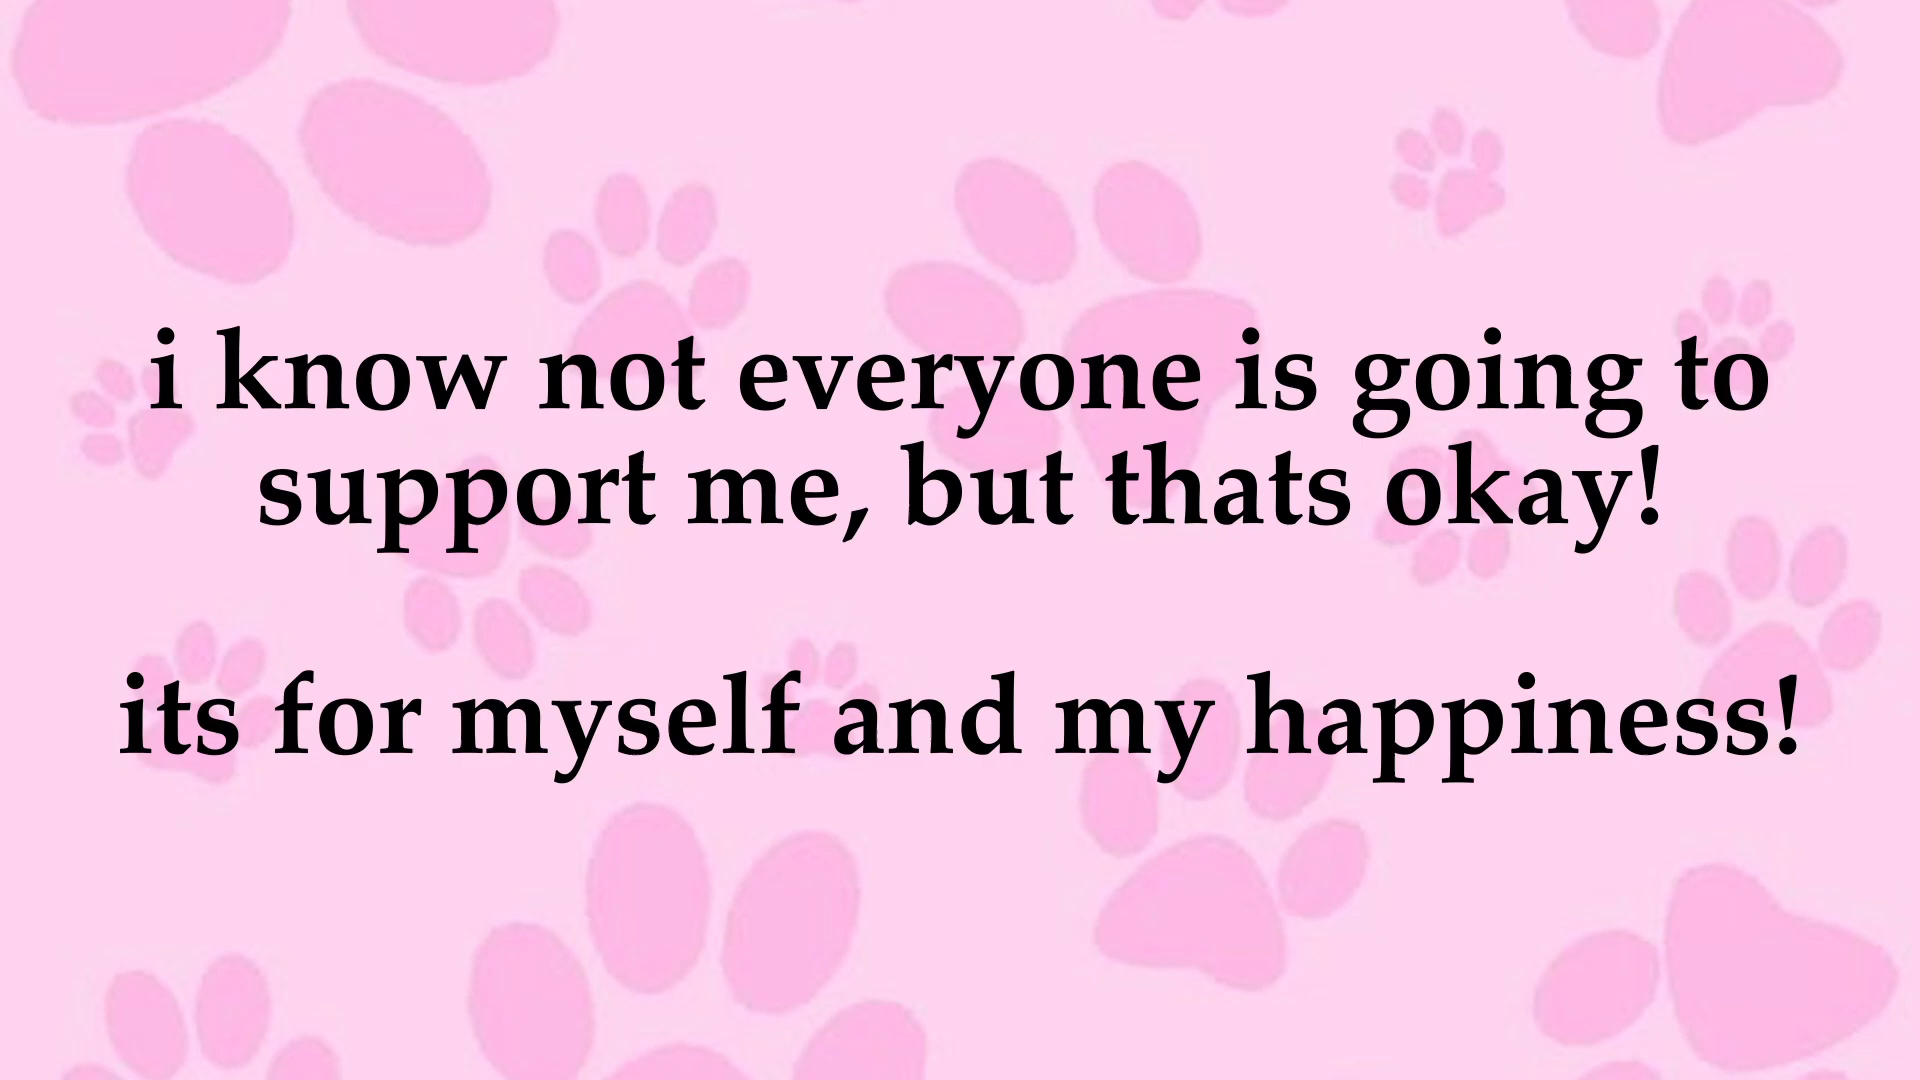 i know not everyone is going to
support me, but thats okay!
its for myself and my happiness!